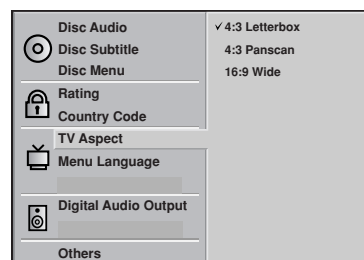 Disc Audio
Disc Subtitle
Disc Menu
Rating
Country Code
TV Aspect
Menu Language
Digital Audio Output
Others
✓ 4:3 Letterbox
4:3 Panscan
16:9 Wide